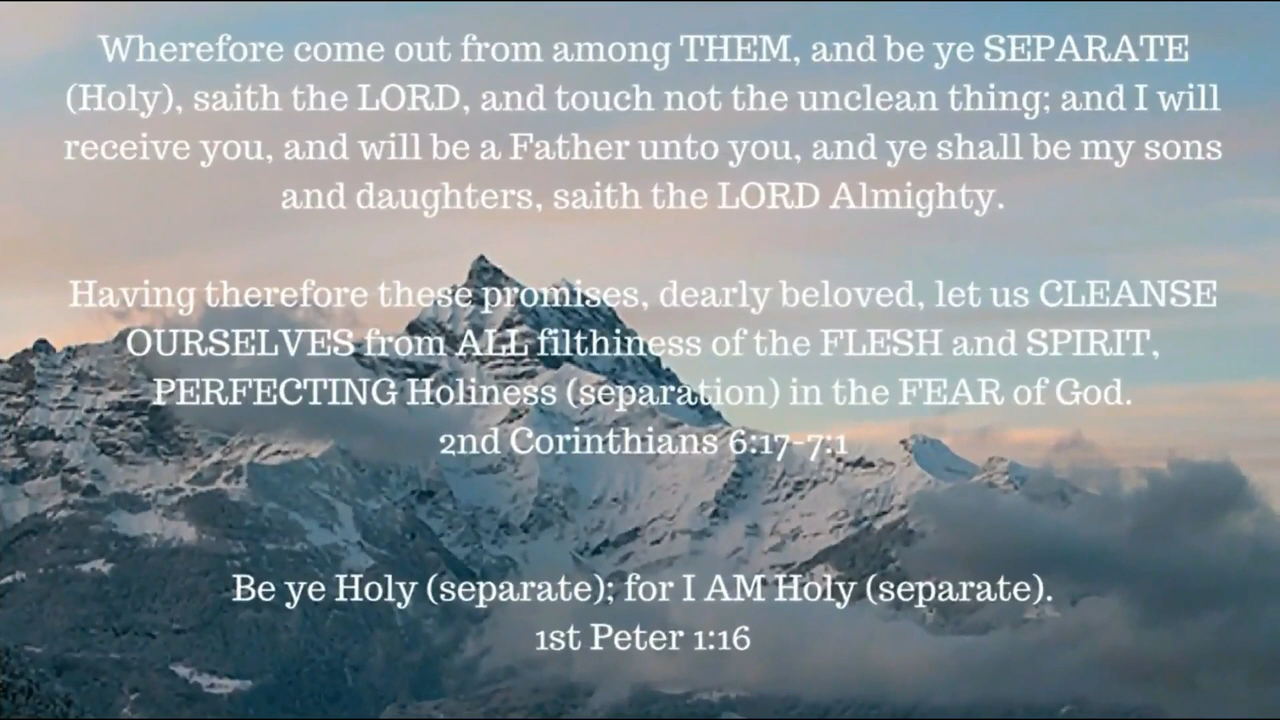 Wherefore come out from among THEM, and be ye SEPARATE
(Holy), saith the LORD, and touch not the unclean thing; and I will
receive you, and will be a Father unto you, and ye shall be my sons
and daughters, saith the LORD Almighty.
Having therefore these promises, dearly beloved, let us CLEANSE
OURSELVES from ALL filthiness of the FLESH and SPIRIT,
PERFECTING Holiness (separation) in the FEAR of God.
2nd Corinthians 6:17-7:1
Be ye Holy (separate); for I AM Holy (separate).
1st Peter 1:16